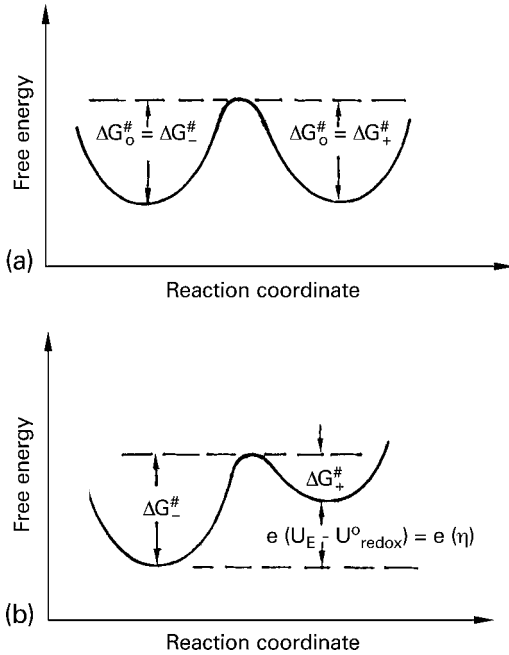 Free energy
ΔG#o = ΔG#-
ΔG#o = ΔG#+
(a)
Reaction coordinate
Free energy
ΔG#-
ΔG#+
e (UE - Uoredox) = e (η)
(b)
Reaction coordinate